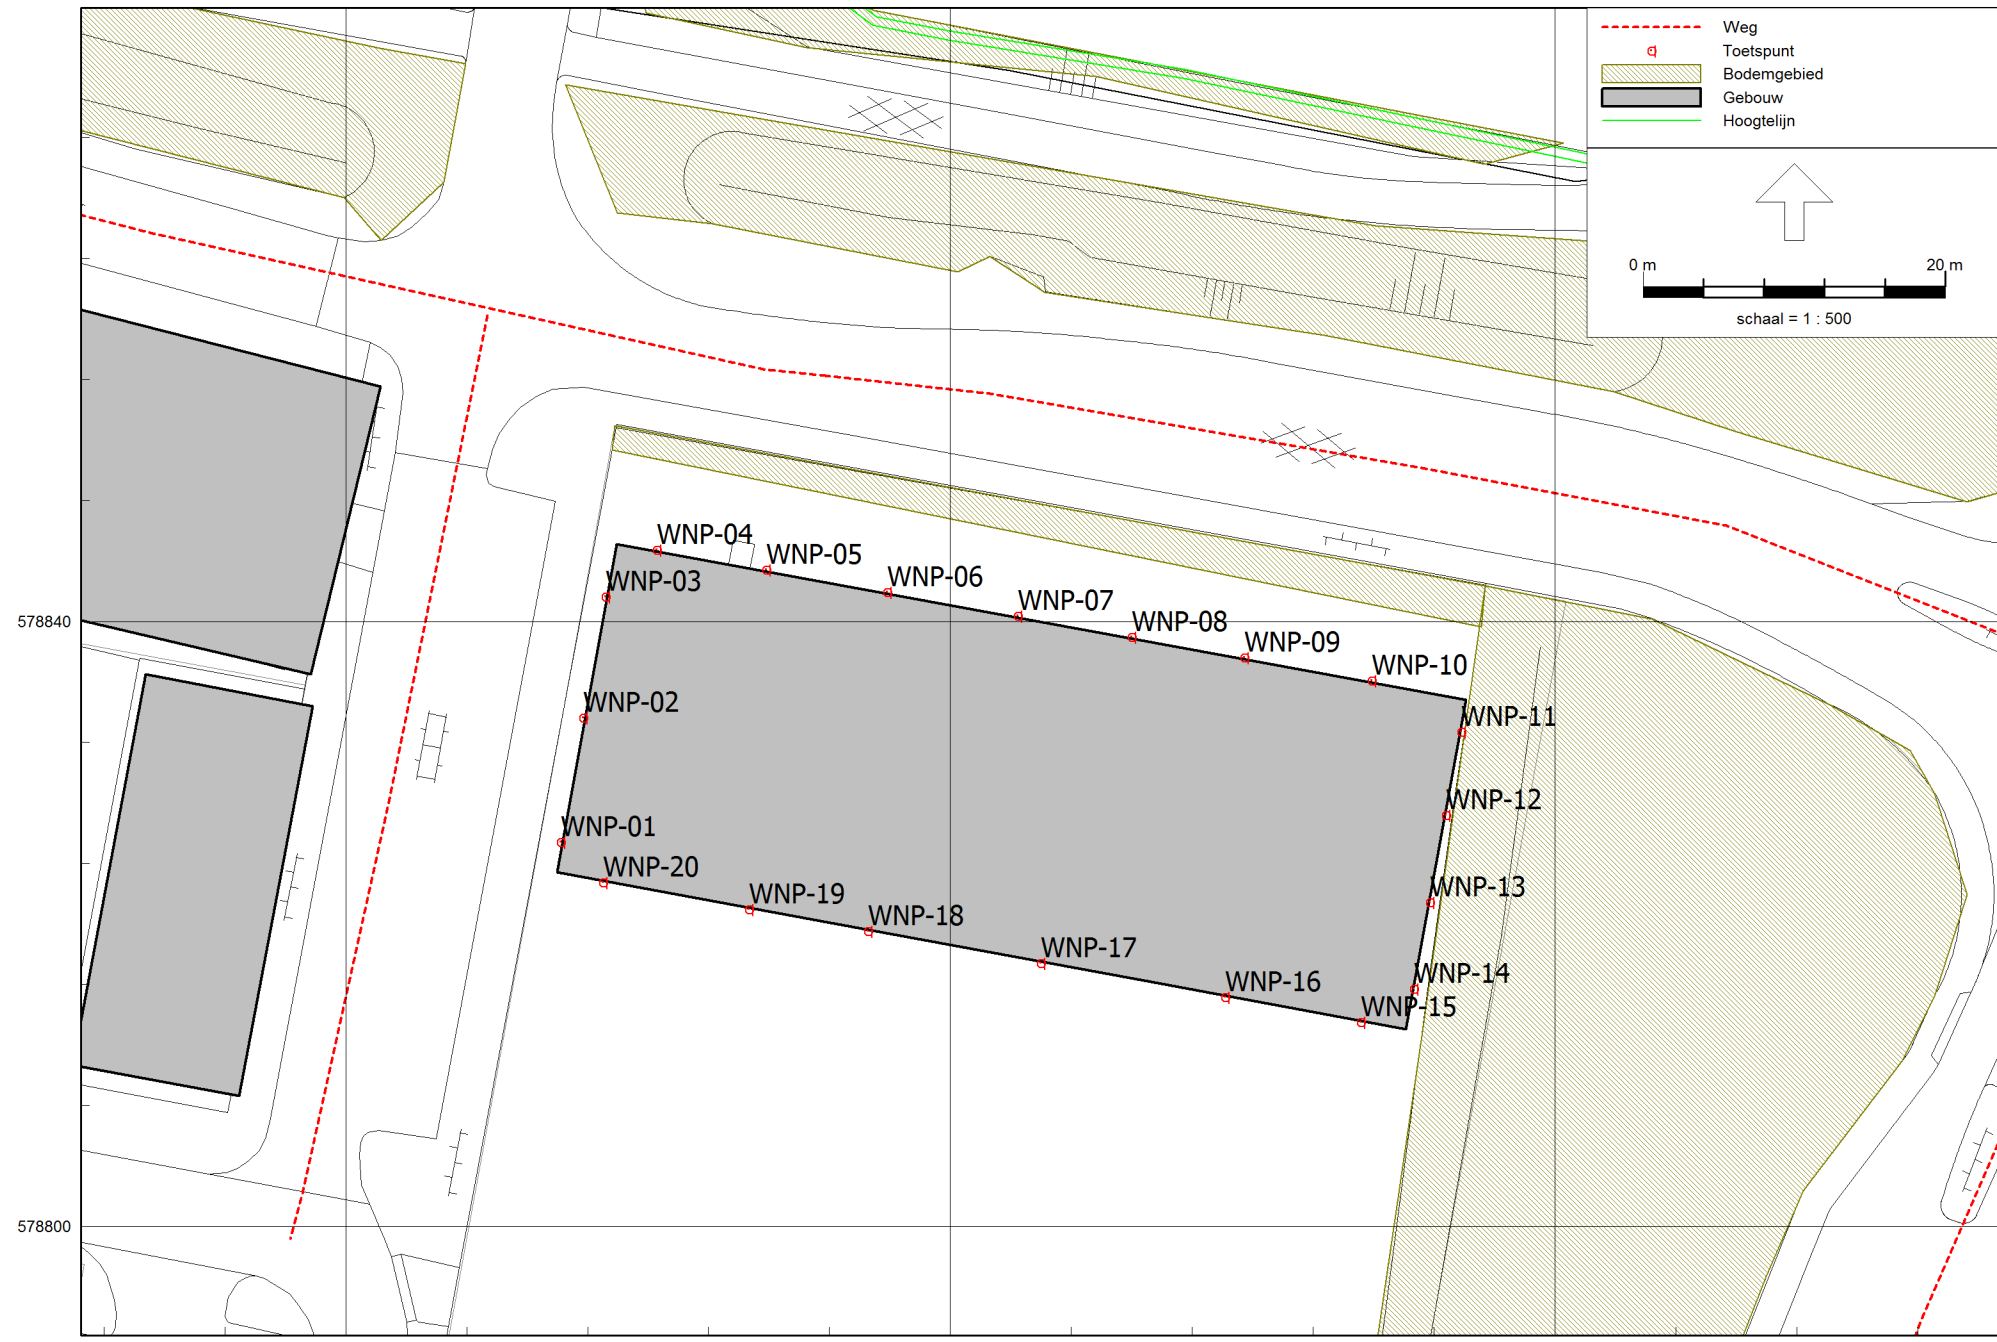 Weg
Toetspunt
Bodemgebied
Gebouw
Hoogtelijn
0 m 20 m
schaal = 1 : 500
WNP-04
WNP-05
WNP-03
WNP-06
WNP-07
578840
WNP-08
WNP-09
WNP-10
WNP-02
WNP-11
WNP-12
WNP-01
WNP-20
WNP-13
WNP-19
WNP-18
WNP-17
WNP-14
WNP-16
WNP-15
578800